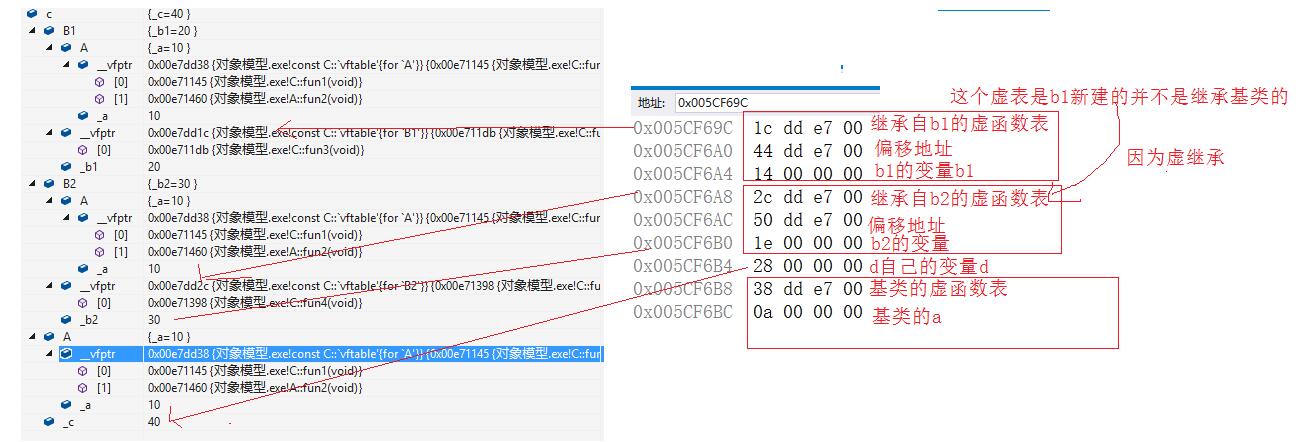 c {_c=40 }
B1 {_b1=20 }
A {_a=10 }
__vfptr 0x00e7dd38 {对象模型.exe!const C::`vftable'{for `A'}} {0x00e71145 {对象模型.exe!C::fun
[0] 0x00e71145 {对象模型.exe!C::fun1(void)}
[1] 0x00e71460 {对象模型.exe!A::fun2(void)}
_a 10
__vfptr 0x00e7dd1c {对象模型.exe!const C::`vftable'{for `B1'}} {0x00e711db {对象模型.exe!C::fu
[0] 0x00e711db {对象模型.exe!C::fun3(void)}
_b1 20
B2 {_b2=30 }
A {_a=10 }
__vfptr 0x00e7dd38 {对象模型.exe!const C::`vftable'{for `A'}} {0x00e71145 {对象模型.exe!C::fun
[0] 0x00e71145 {对象模型.exe!C::fun1(void)}
[1] 0x00e71460 {对象模型.exe!A::fun2(void)}
_a 10
__vfptr 0x00e7dd2c {对象模型.exe!const C::`vftable'{for `B2'}} {0x00e71398 {对象模型.exe!C::fu
[0] 0x00e71398 {对象模型.exe!C::fun4(void)}
_b2 30
A {_a=10 }
__vfptr 0x00e7dd38 {对象模型.exe!const C::`vftable'{for `A'}} {0x00e71145 {对象模型.exe!C::fun
[0] 0x00e71145 {对象模型.exe!C::fun1(void)}
[1] 0x00e71460 {对象模型.exe!A::fun2(void)}
_a 10
_c 40
这个虚表是b1新建的并不是继承基类的
因为虚继承
地址: 0x005CF69C
0x005CF69C 1c dd e7 00 继承自b1的虚函数表
0x005CF6A0 44 dd e7 00 偏移地址
0x005CF6A4 14 00 00 00 b1的变量b1
0x005CF6A8 2c dd e7 00 继承自b2的虚函数表
0x005CF6AC 50 dd e7 00 偏移地址
0x005CF6B0 1e 00 00 00 b2的变量
0x005CF6B4 28 00 00 00 d自己的变量d
0x005CF6B8 38 dd e7 00 基类的虚函数表
0x005CF6BC 0a 00 00 00 基类的a